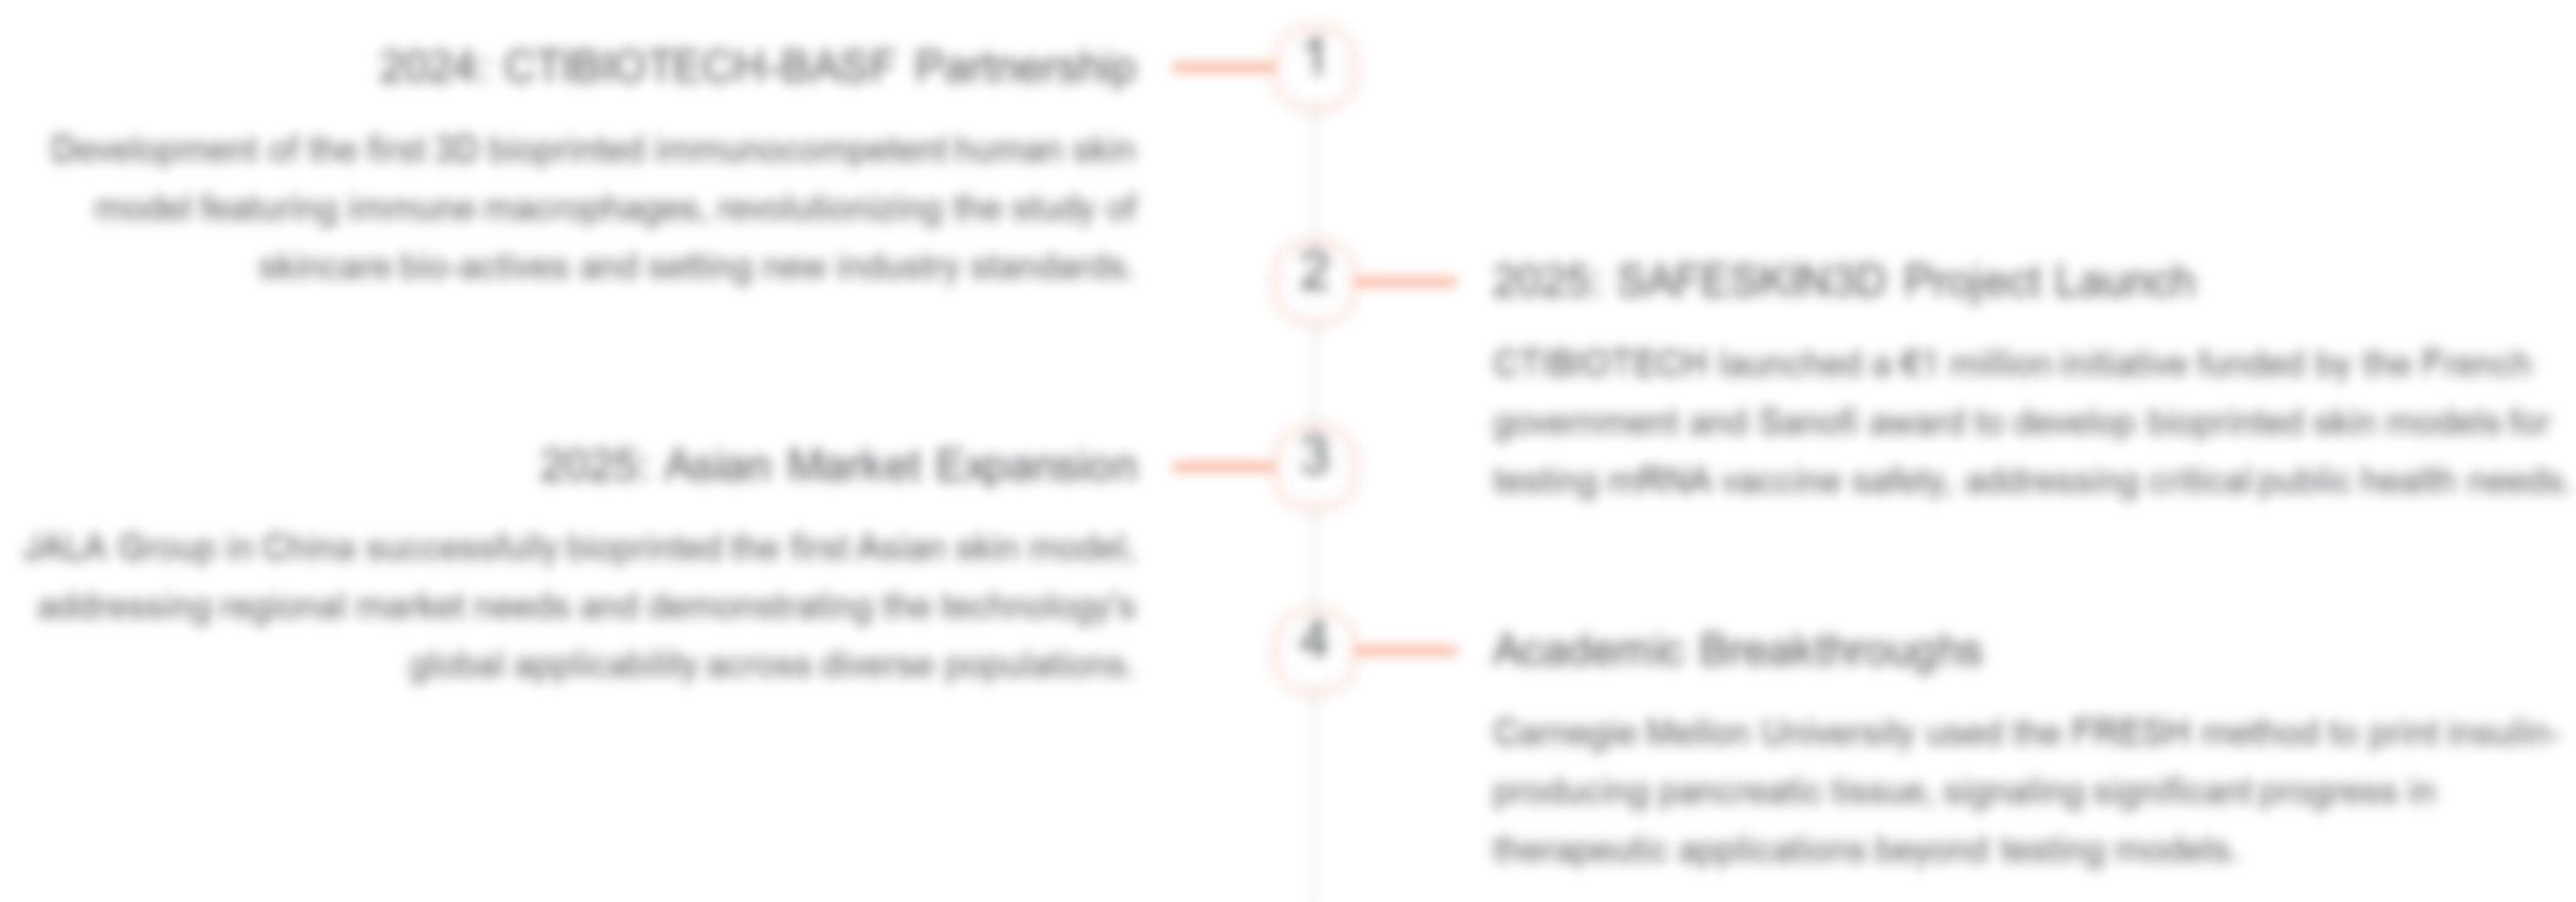 1
2024: CTIBIOTECH-BASF Partnership
Development of the first 3D bioprinted immunocompetent human skin
model featuring immune macrophages, revolutionizing the study of
skincare bio-actives and setting new industry standards.
2
2025: SAFESKIN3D Project Launch
CTIBIOTECH launched a €1 million initiative funded by the French
government and Sanofi award to develop bioprinted skin models for
testing mRNA vaccine safety, addressing critical public health needs.
3
2025: Asian Market Expansion
JALA Group in China successfully bioprinted the first Asian skin model,
addressing regional market needs and demonstrating the technology's
global applicability across diverse populations.
4
Academic Breakthroughs
Carnegie Mellon University used the FRESH method to print insulin-
producing pancreatic tissue, signaling significant progress in
therapeutic applications beyond testing models.